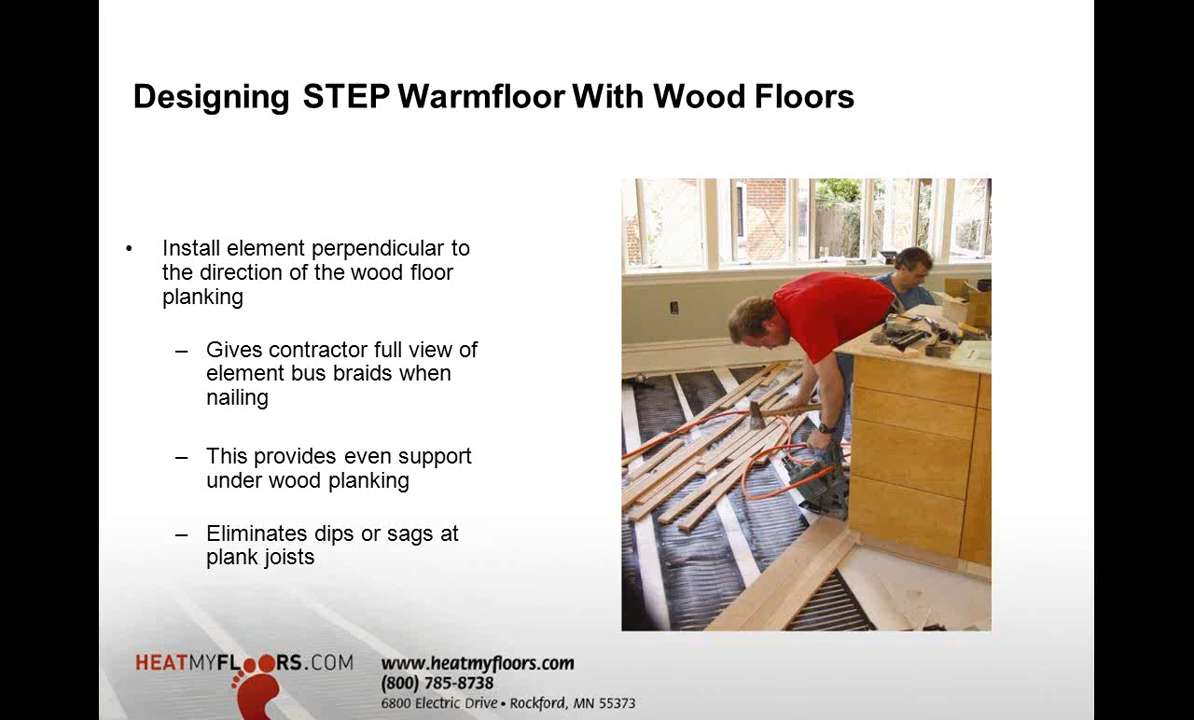 Designing STEP Warmfloor With Wood Floors
• Install element perpendicular to
the direction of the wood floor
planking
– Gives contractor full view of
element bus braids when
nailing
– This provides even support
under wood planking
– Eliminates dips or sags at
plank joists
HEATMYFLOORS.COM
www.heatmyfloors.com
(800) 785-8738
6800 Electric Drive • Rockford, MN 55373